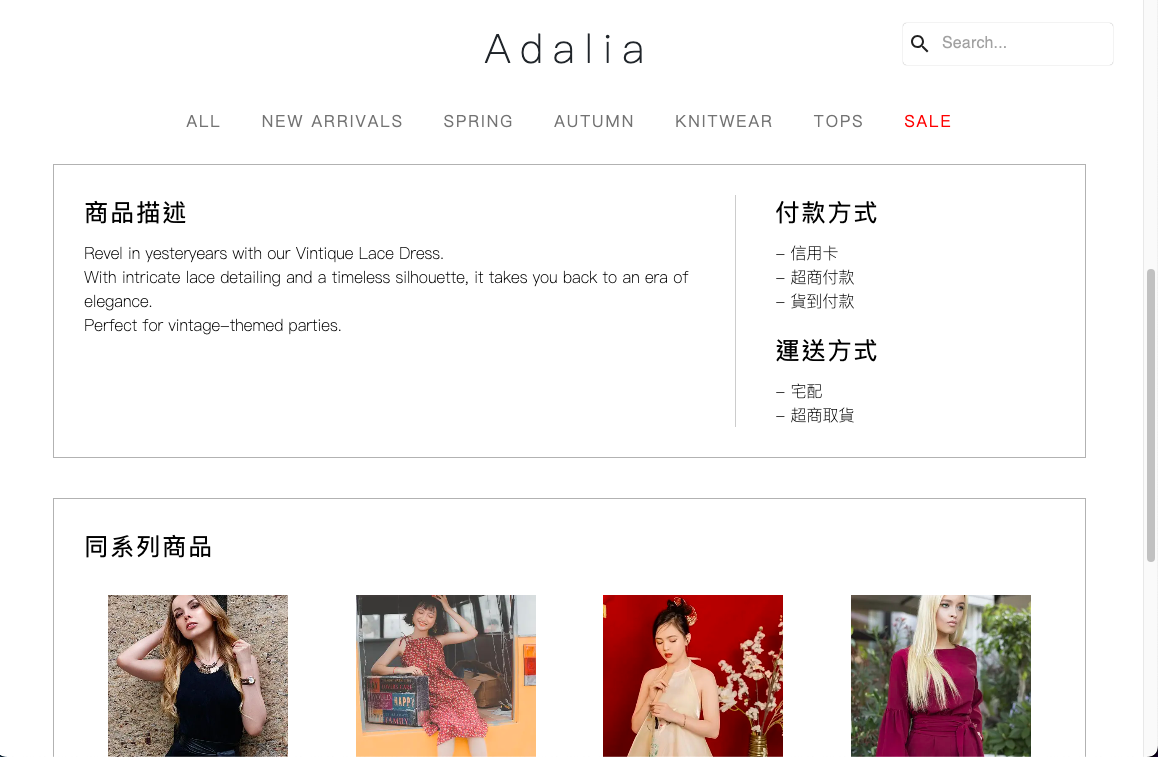 Adalia
Search...
ALL
NEW ARRIVALS
SPRING
AUTUMN
KNITWEAR
TOPS
SALE
商品描述
Revel in yesteryears with our Vintique Lace Dress.
With intricate lace detailing and a timeless silhouette, it takes you back to an era of
elegance.
Perfect for vintage-themed parties.
付款方式
- 信用卡
- 超商付款
- 貨到付款
運送方式
- 宅配
- 超商取貨
同系列商品
HAPPY
FAMILY